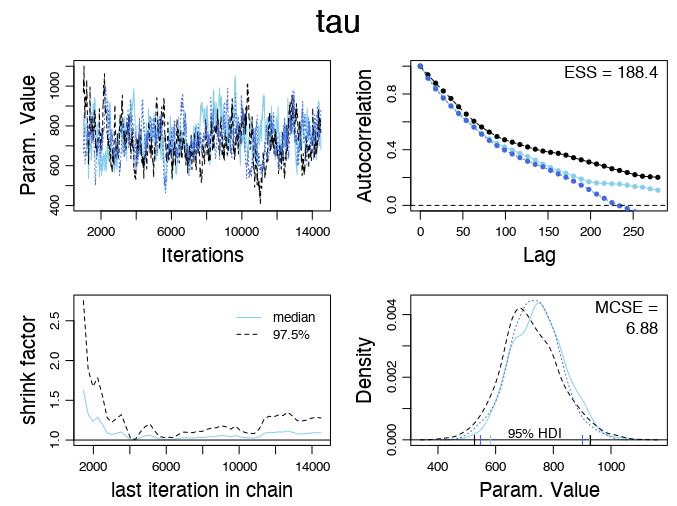 tau
Param. Value
400
600
800
1000
2000
6000
10000
14000
Iterations
Autocorrelation
0.0
0.4
0.8
ESS = 188.4
0
50
100
150
200
250
Lag
shrink factor
1.0
1.5
2.0
2.5
median
97.5%
2000
6000
10000
14000
last iteration in chain
Density
0.000
0.002
0.004
MCSE =
6.88
95% HDI
400
600
800
1000
Param. Value